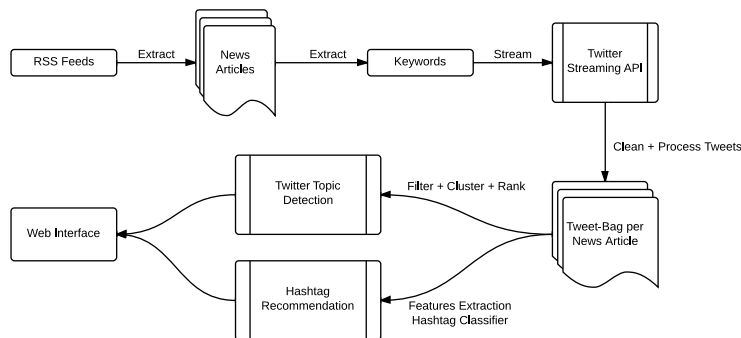 RSS Feeds
Extract
News
Articles
Extract
Keywords
Stream
Twitter
Streaming API
Clean + Process Tweets
Twitter Topic
Detection
Filter + Cluster + Rank
Tweet-Bag per
News Article
Web Interface
Hashtag
Recommendation
Features Extraction
Hashtag Classifier